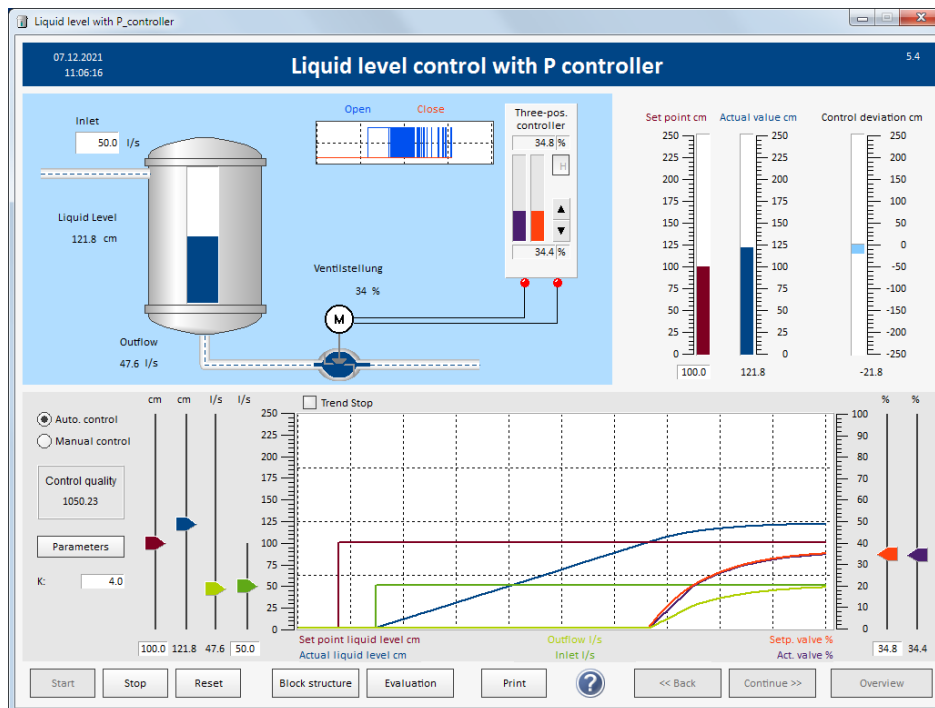 Liquid level with P_controller
07.12.2021
11:06:16
Liquid level control with P controller
5.4
Inlet
50.0 l/s
Open Close
Three-pos.
controller
34.8 %
H
34.4 %
Liquid Level
121.8 cm
Ventilstellung
34 %
M
Outflow
47.6 l/s
Set point cm Actual value cm Control deviation cm
250 250 250
225 225 200
200 200 150
175 175 100
150 150 50
125 125 0
100 100 -50
75 75 -100
50 50 -150
25 25 -200
0 0 -250
100.0 121.8 -21.8
Auto. control
Manual control
Control quality
1050.23
Parameters
K: 4.0
cm cm l/s l/s
100.0 121.8 47.6 50.0
Trend Stop
250
225
200
175
150
125
100
75
50
25
0
100
90
80
70
60
50
40
30
20
10
0
% %
34.8 34.4
Set point liquid level cm Outflow l/s Setp. valve %
Actual liquid level cm Inlet l/s Act. valve %
Start Stop Reset Block structure Evaluation Print ? << Back Continue >> Overview